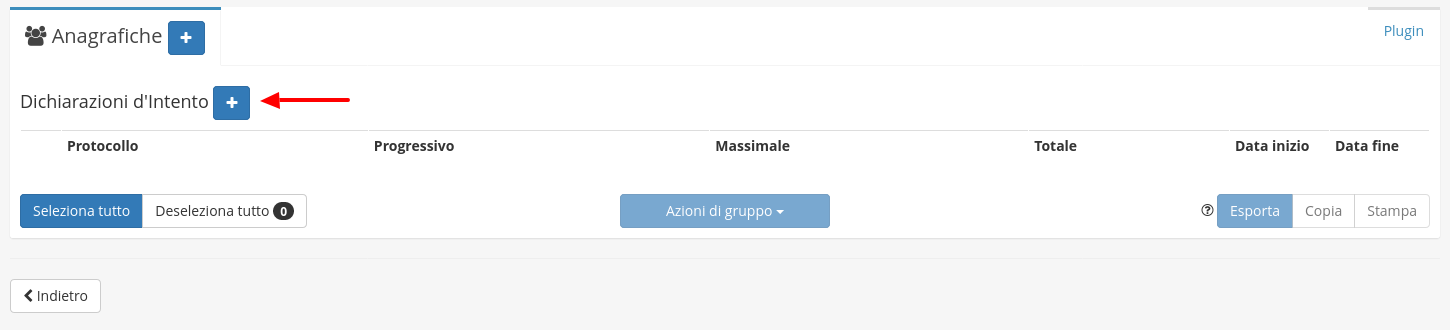 Anagrafiche
Plugin
Dichiarazioni d'Intento
Protocollo Progressivo Massimale Totale Data inizio Data fine
Seleziona tutto Deseleziona tutto 0 Azioni di gruppo Esporta Copia Stampa
Indietro